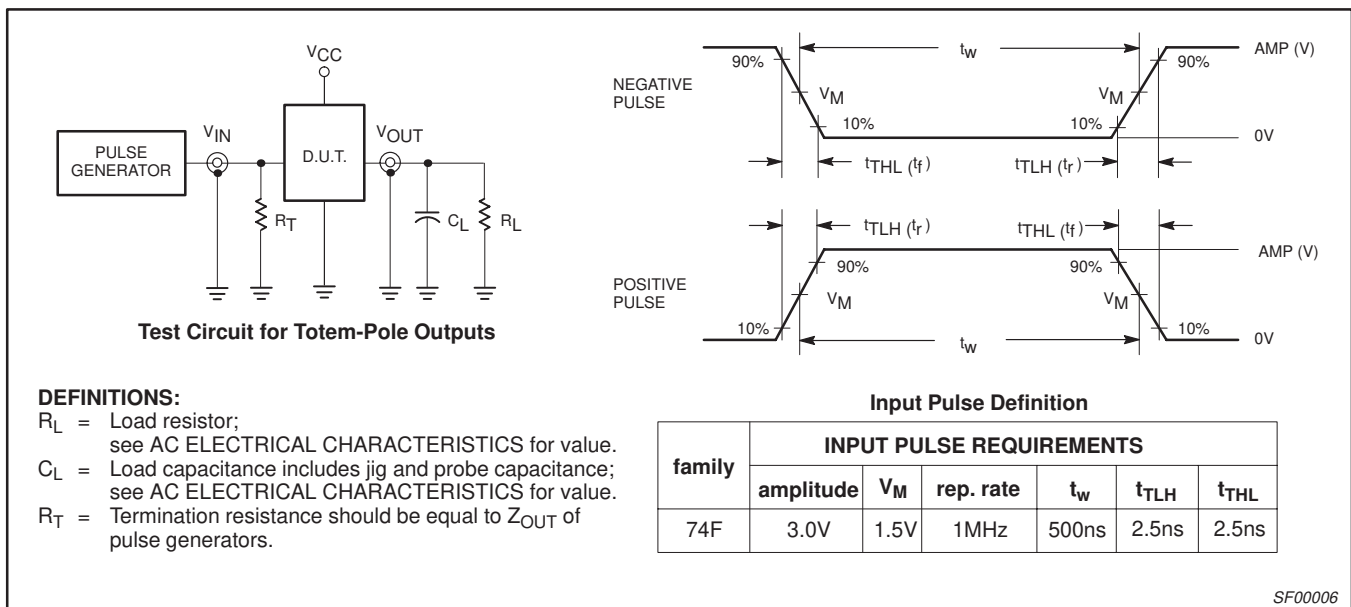 VCC
VIN
VOUT
PULSE
GENERATOR
D.U.T.
RT
CL
RL
Test Circuit for Totem-Pole Outputs
NEGATIVE
PULSE
90%
tw
90%
AMP (V)
VM
VM
10%
10%
0V
tTHL (tf)
tTLH (tr)
tTLH (tr)
tTHL (tf)
AMP (V)
90%
90%
POSITIVE
PULSE
VM
VM
10%
10%
tw
0V
DEFINITIONS:
RL = Load resistor;
see AC ELECTRICAL CHARACTERISTICS for value.
CL = Load capacitance includes jig and probe capacitance;
see AC ELECTRICAL CHARACTERISTICS for value.
RT = Termination resistance should be equal to ZOUT of
pulse generators.
Input Pulse Definition
family
INPUT PULSE REQUIREMENTS
amplitude VM rep. rate tw tTLH tTHL
74F 3.0V 1.5V 1MHz 500ns 2.5ns 2.5ns
SF00006